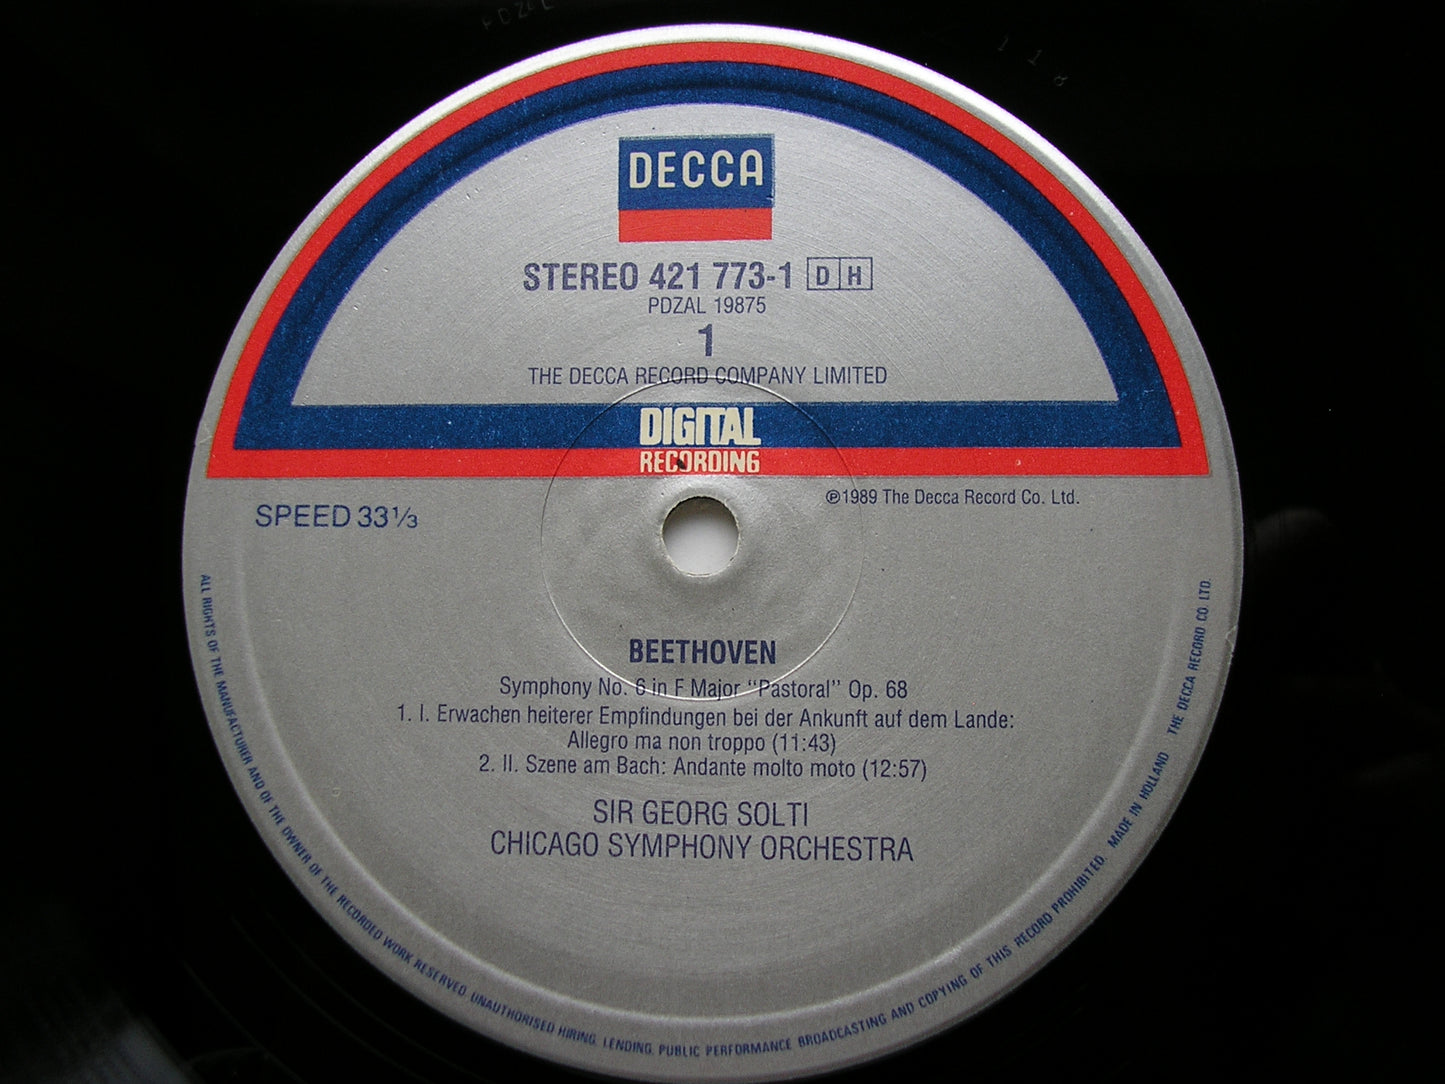 DECCA
STEREO 421 773-1 D H
PDZAL 19875
1
THE DECCA RECORD COMPANY LIMITED
DIGITAL
RECORDING
SPEED 33⅓
℗1989 The Decca Record Co. Ltd.
BEETHOVEN
Symphony No. 6 in F Major "Pastoral" Op. 68
1. I. Erwachen heiterer Empfindungen bei der Ankunft auf dem Lande:
Allegro ma non troppo (11:43)
2. II. Szene am Bach: Andante molto moto (12:57)
SIR GEORG SOLTI
CHICAGO SYMPHONY ORCHESTRA
ALL RIGHTS OF THE MANUFACTURER AND OF THE OWNER OF THE RECORDED WORK RESERVED. UNAUTHORISED HIRING, LENDING, PUBLIC PERFORMANCE BROADCASTING AND COPYING OF THIS RECORD PROHIBITED. MADE IN HOLLAND THE DECCA RECORD CO. LTD.